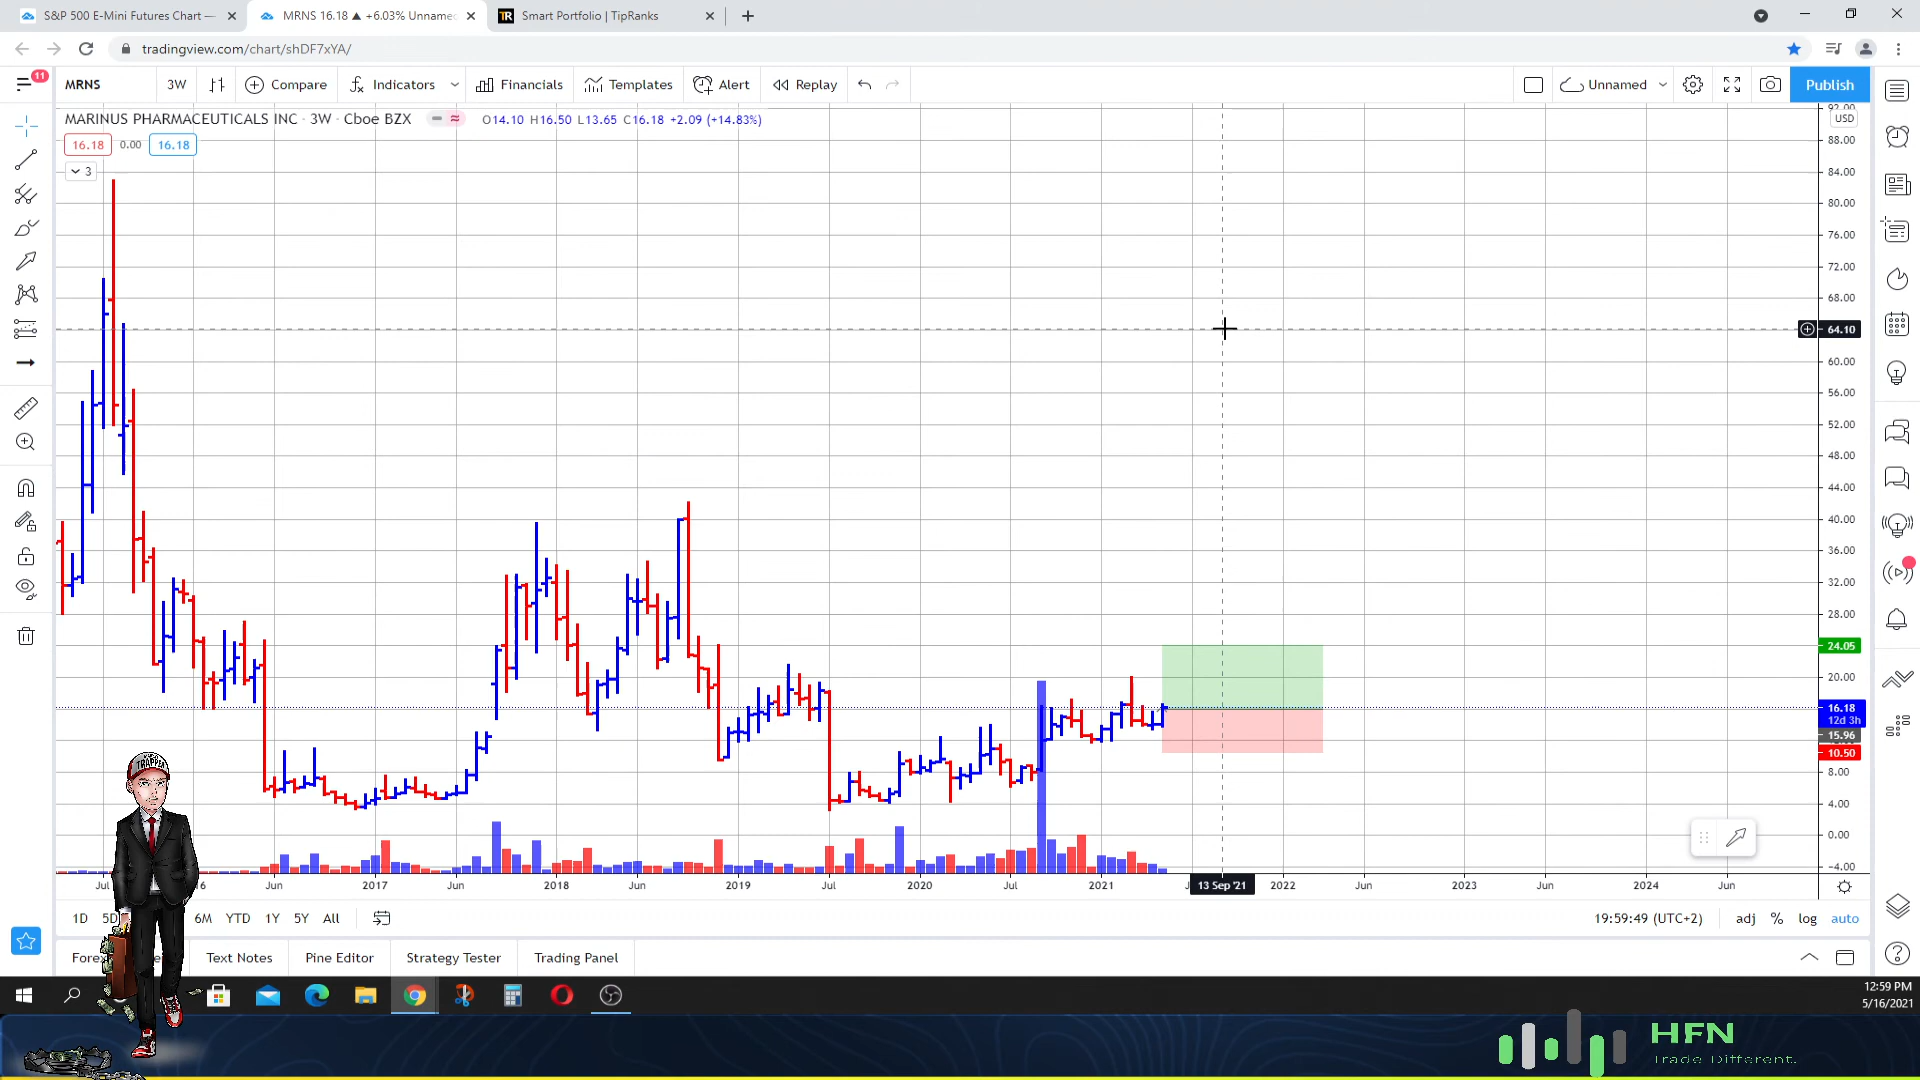 S&P 500 E-Mini Futures Chart —
MRNS 16.18 ▲ +6.03% Unname
Smart Portfolio | TipRanks
tradingview.com/chart/shDF7xYA/
11
MRNS
3W
Compare
Indicators
Financials
Templates
Alert
Replay
Unnamed
Publish
MARINUS PHARMACEUTICALS INC · 3W · Cboe BZX
O14.10 H16.50 L13.65 C16.18 +2.09 (+14.83%)
16.18
0.00
16.18
3
92.00
USD
88.00
84.00
80.00
76.00
72.00
68.00
64.10
60.00
56.00
52.00
48.00
44.00
40.00
36.00
32.00
28.00
24.05
20.00
16.18
12d 3h
15.96
10.50
8.00
4.00
0.00
−4.00
Jul
Jun
2017
Jun
2018
Jun
2019
Jul
2020
Jul
2021
13 Sep '21
2022
Jun
2023
Jun
2024
Jun
1D
5D
6M
YTD
1Y
5Y
All
19:59:49 (UTC+2)
adj
%
log
auto
Text Notes
Pine Editor
Strategy Tester
Trading Panel
TRAPPER
12:59 PM
5/16/2021
HFN
Trade Different.